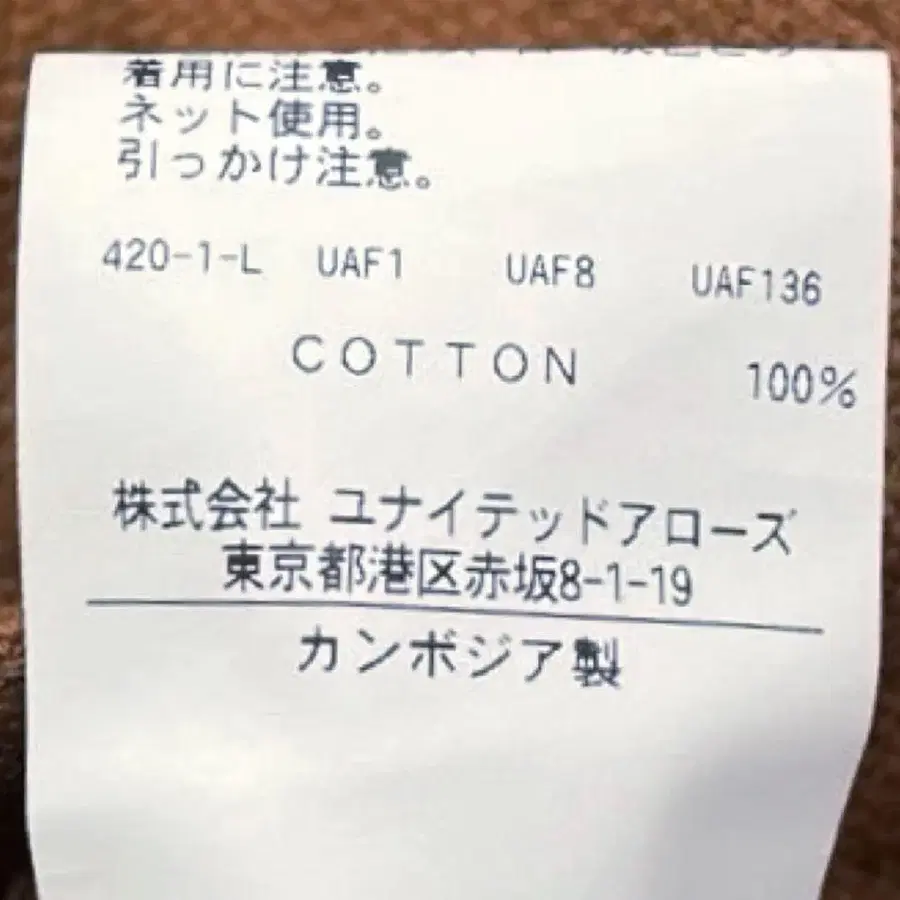 着用に注意。
ネット使用。
引っかけ注意。
420-1-L UAF1 UAF8 UAF136
COTTON 100%
株式会社 ユナイテッドアローズ
東京都港区赤坂8-1-19
カンボジア製